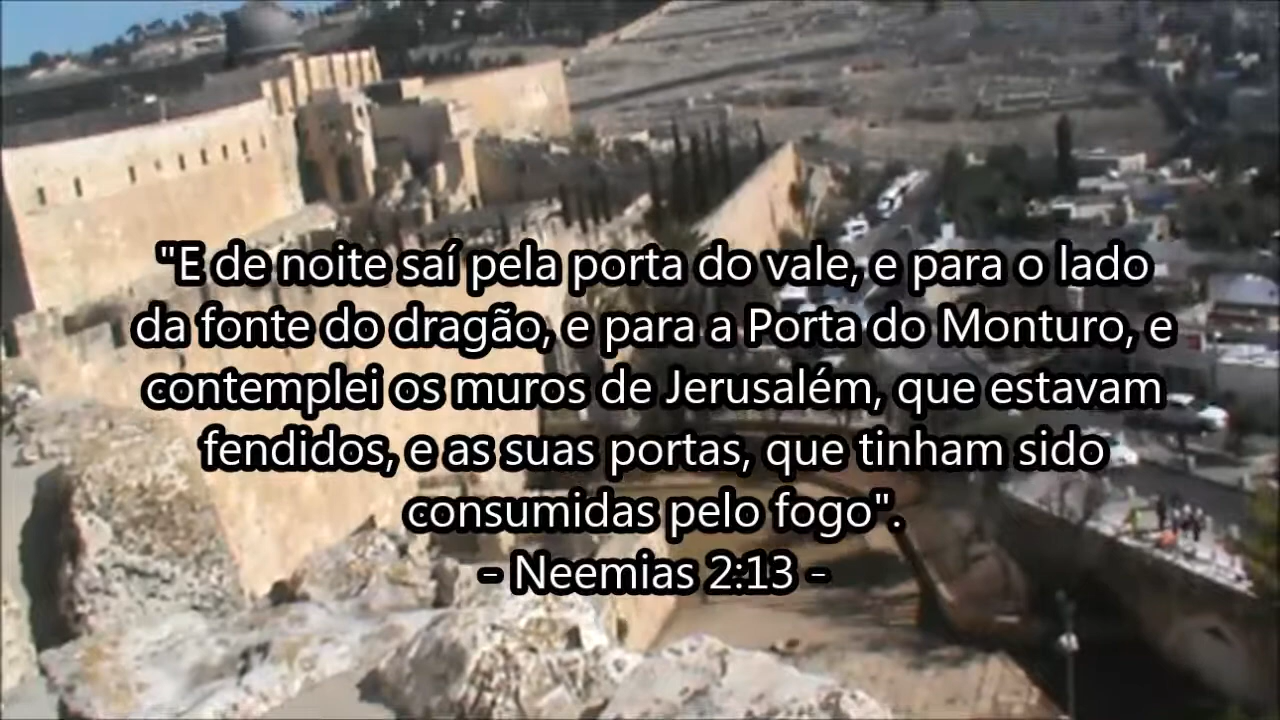 "E de noite saí pela porta do vale, e para o lado
da fonte do dragão, e para a Porta do Monturo, e
contemplei os muros de Jerusalém, que estavam
fendidos, e as suas portas, que tinham sido
consumidas pelo fogo".
- Neemias 2:13 -